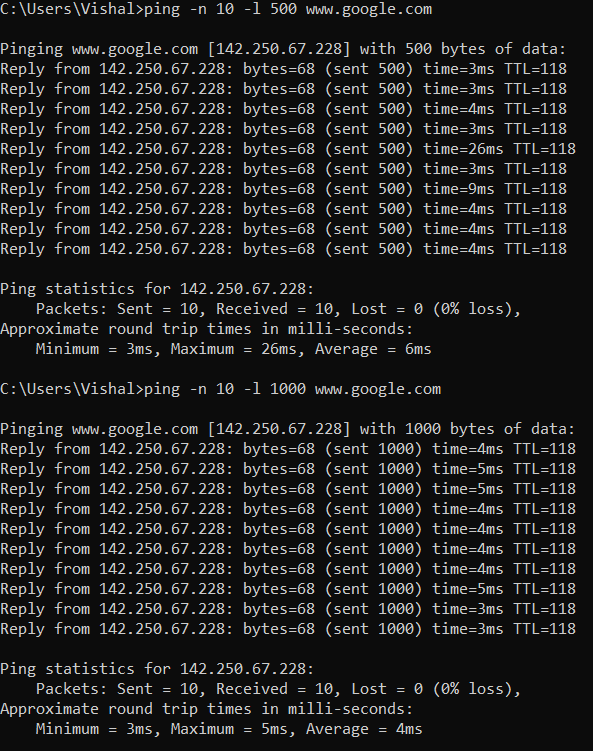 C:\Users\Vishal>ping -n 10 -l 500 www.google.com
Pinging www.google.com [142.250.67.228] with 500 bytes of data:
Reply from 142.250.67.228: bytes=68 (sent 500) time=3ms TTL=118
Reply from 142.250.67.228: bytes=68 (sent 500) time=3ms TTL=118
Reply from 142.250.67.228: bytes=68 (sent 500) time=4ms TTL=118
Reply from 142.250.67.228: bytes=68 (sent 500) time=3ms TTL=118
Reply from 142.250.67.228: bytes=68 (sent 500) time=26ms TTL=118
Reply from 142.250.67.228: bytes=68 (sent 500) time=3ms TTL=118
Reply from 142.250.67.228: bytes=68 (sent 500) time=9ms TTL=118
Reply from 142.250.67.228: bytes=68 (sent 500) time=4ms TTL=118
Reply from 142.250.67.228: bytes=68 (sent 500) time=4ms TTL=118
Reply from 142.250.67.228: bytes=68 (sent 500) time=4ms TTL=118
Ping statistics for 142.250.67.228:
Packets: Sent = 10, Received = 10, Lost = 0 (0% loss),
Approximate round trip times in milli-seconds:
Minimum = 3ms, Maximum = 26ms, Average = 6ms
C:\Users\Vishal>ping -n 10 -l 1000 www.google.com
Pinging www.google.com [142.250.67.228] with 1000 bytes of data:
Reply from 142.250.67.228: bytes=68 (sent 1000) time=4ms TTL=118
Reply from 142.250.67.228: bytes=68 (sent 1000) time=5ms TTL=118
Reply from 142.250.67.228: bytes=68 (sent 1000) time=5ms TTL=118
Reply from 142.250.67.228: bytes=68 (sent 1000) time=4ms TTL=118
Reply from 142.250.67.228: bytes=68 (sent 1000) time=4ms TTL=118
Reply from 142.250.67.228: bytes=68 (sent 1000) time=4ms TTL=118
Reply from 142.250.67.228: bytes=68 (sent 1000) time=4ms TTL=118
Reply from 142.250.67.228: bytes=68 (sent 1000) time=5ms TTL=118
Reply from 142.250.67.228: bytes=68 (sent 1000) time=3ms TTL=118
Reply from 142.250.67.228: bytes=68 (sent 1000) time=3ms TTL=118
Ping statistics for 142.250.67.228:
Packets: Sent = 10, Received = 10, Lost = 0 (0% loss),
Approximate round trip times in milli-seconds:
Minimum = 3ms, Maximum = 5ms, Average = 4ms